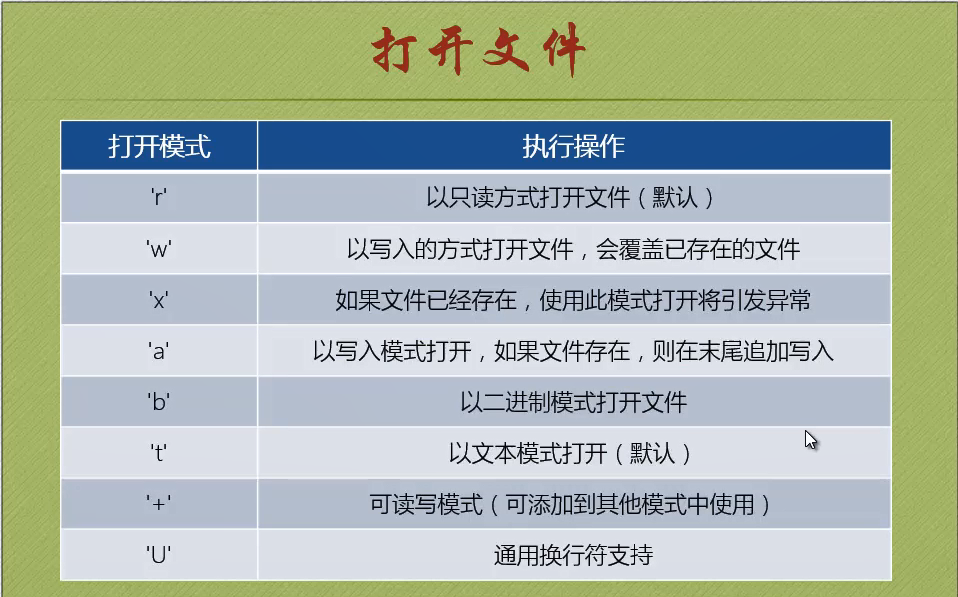 打开文件
打开模式 执行操作
'r' 以只读方式打开文件（默认）
'w' 以写入的方式打开文件，会覆盖已存在的文件
'x' 如果文件已经存在，使用此模式打开将引发异常
'a' 以写入模式打开，如果文件存在，则在末尾追加写入
'b' 以二进制模式打开文件
't' 以文本模式打开（默认）
'+' 可读写模式（可添加到其他模式中使用）
'U' 通用换行符支持